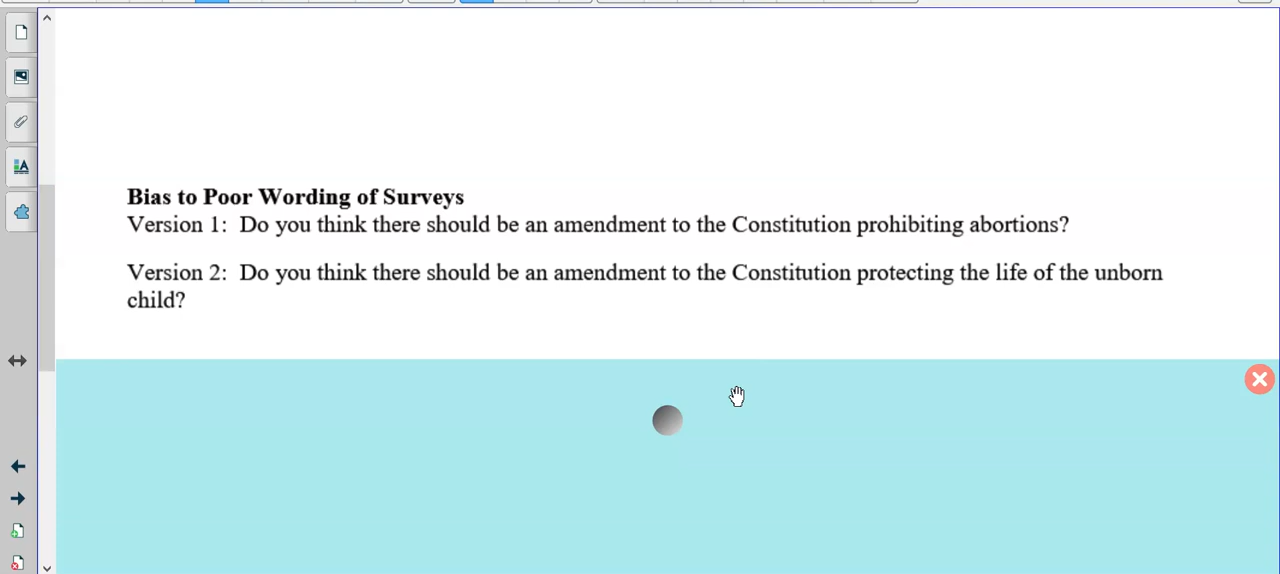 Bias to Poor Wording of Surveys
Version 1: Do you think there should be an amendment to the Constitution prohibiting abortions?
Version 2: Do you think there should be an amendment to the Constitution protecting the life of the unborn
child?